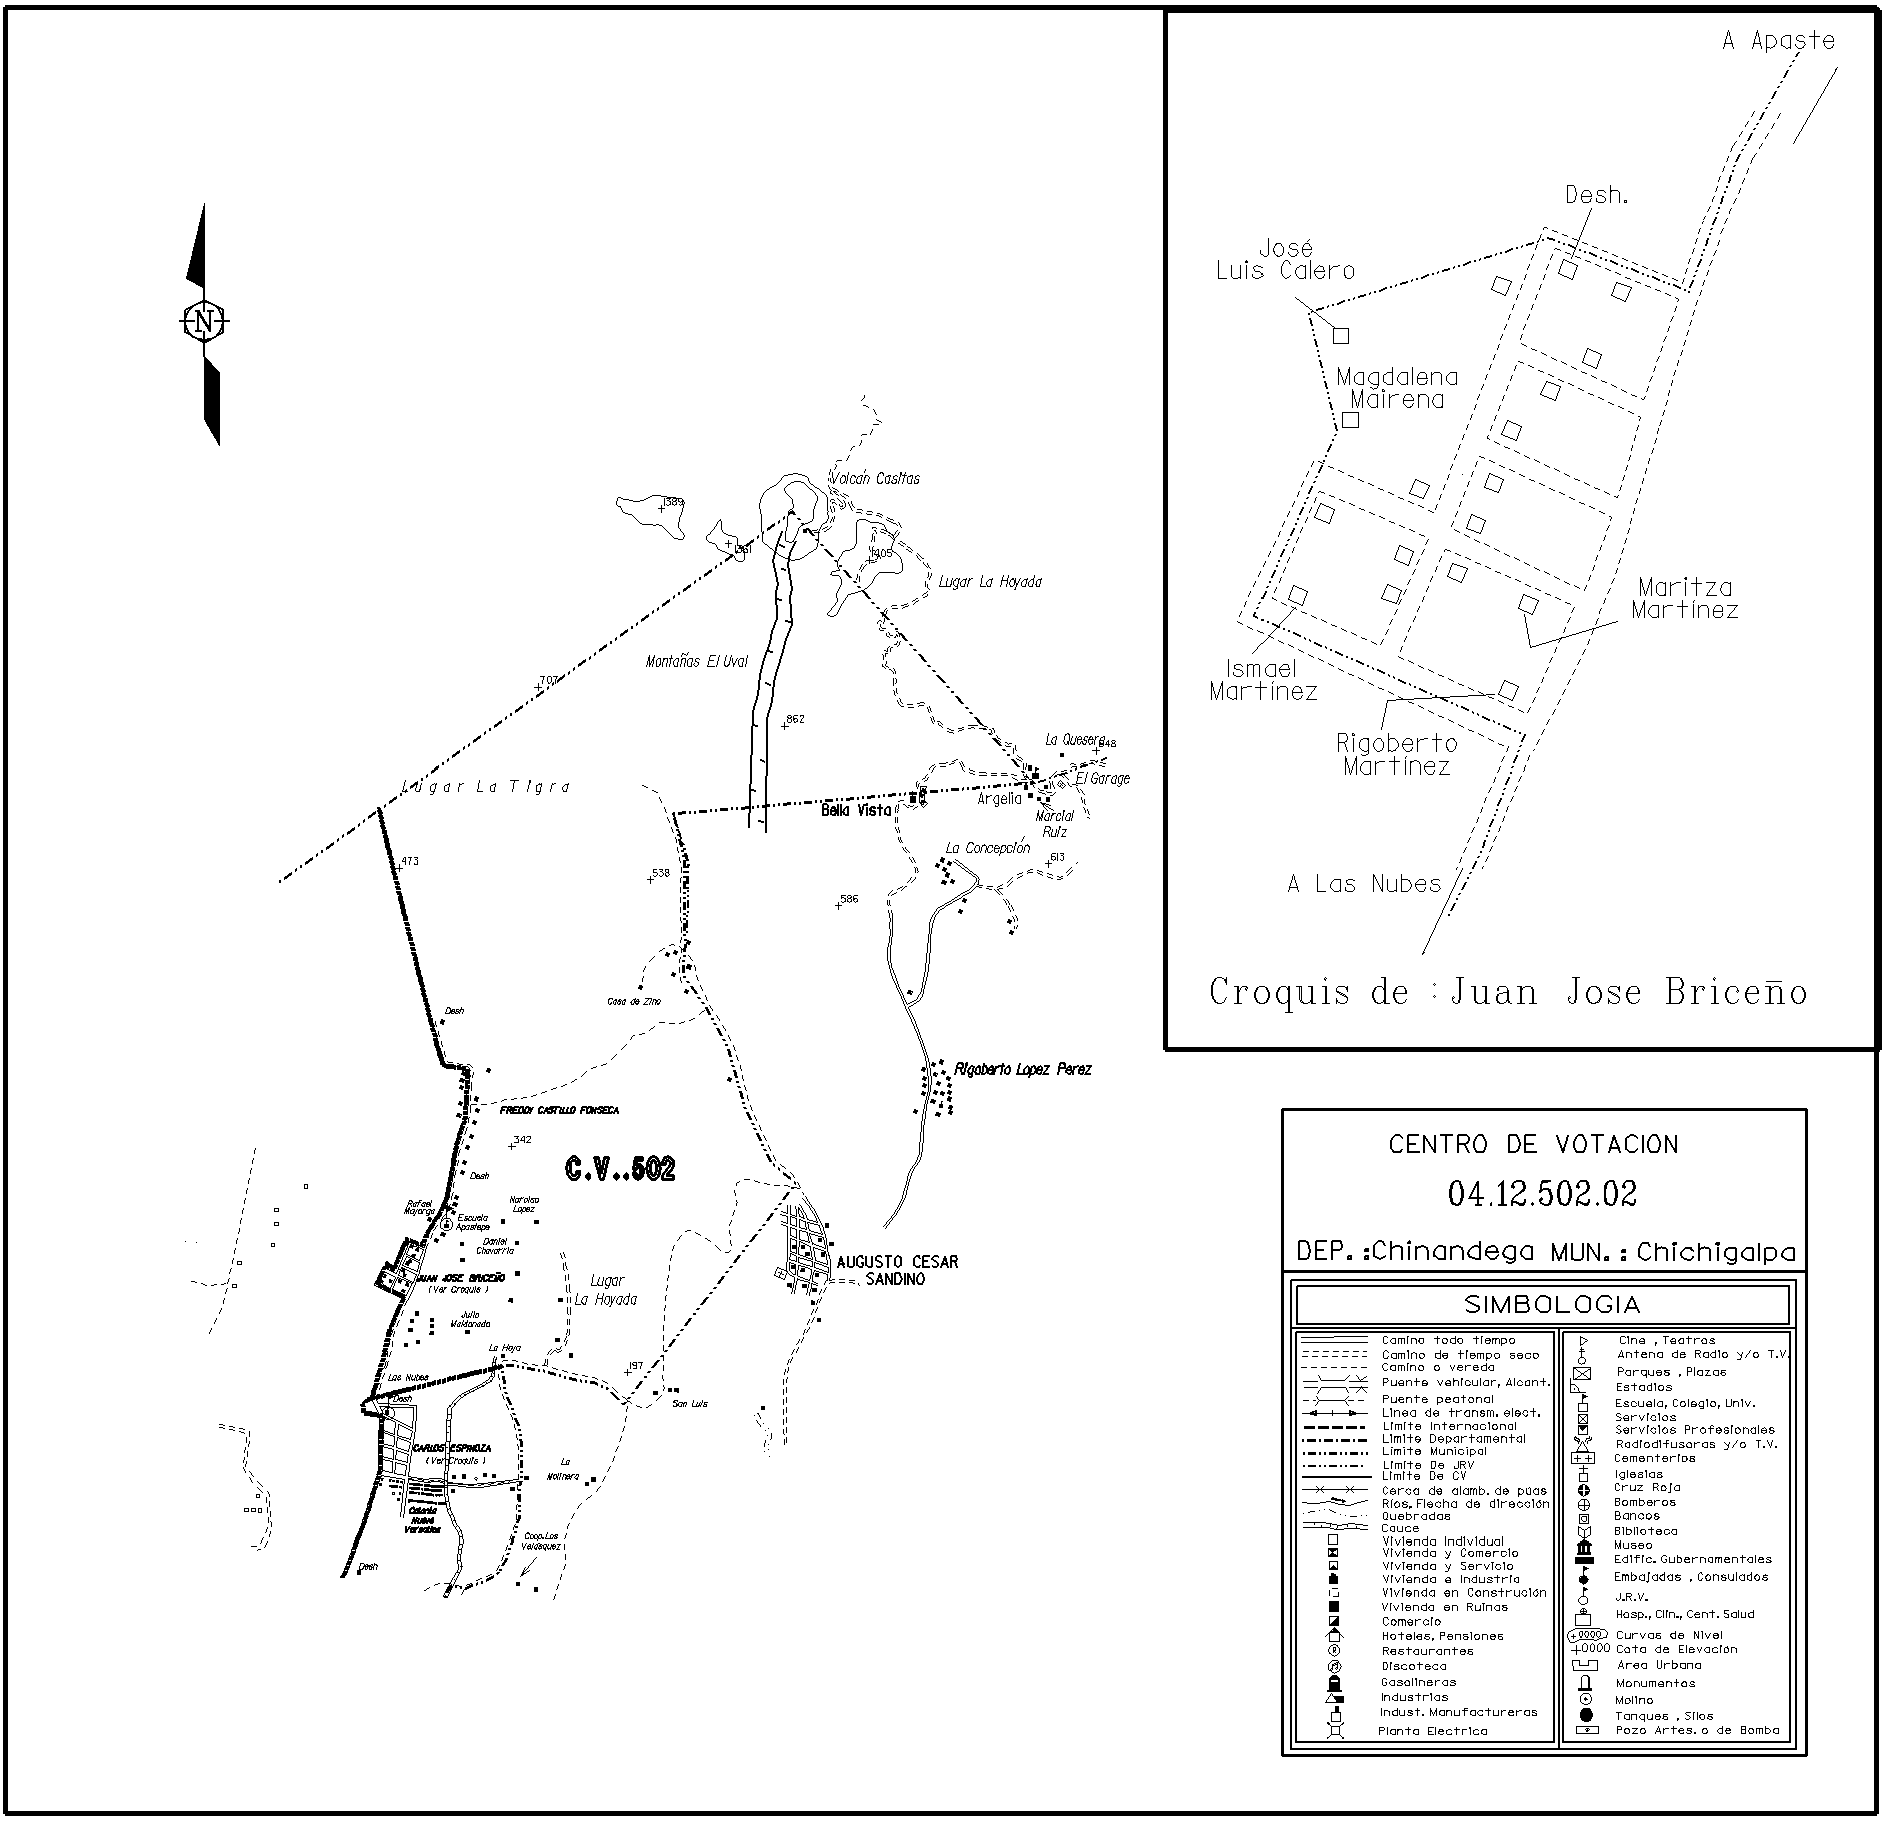 A Apaste
Desh.
José
Luis Calero
Magdalena
Mairena
Maritza
Martínez
Ismael
Martínez
Rigoberto
Martínez
A Las Nubes
Croquis de : Juan Jose Briceño
N
Volcán Casitas
1389
1361
1405
Lugar La Hoyada
Montañas El Uval
707
862
La Quesera
648
El Garage
Lugar La Tigra
Bella Vista
Argelia
Marcial
Ruiz
La Concepción
473
538
613
586
Casa de Zino
Desh
Rigoberto Lopez Perez
FREDDY CASTILLO FONSECA
342
C.V..502
Desh
Rafael
Mayorga
Narciso
Lopez
Escuela
Apastepe
Daniel
Chavarria
AUGUSTO CESAR
SANDINO
JUAN JOSE BRICEÑO
(Ver Croquis)
Lugar
La Hoyada
Julio
Maldonado
La Hoya
197
Las Nubes
Desh
San Luis
CARLOS ESPINOZA
(Ver Croquis)
La
Molinera
Colonia
Nueva
Versalles
Coop. Los
Velásquez
Desh
CENTRO DE VOTACION
04.12.502.02
DEP.:Chinandega MUN.: Chichigalpa
SIMBOLOGIA
Camino todo tiempo
Camino de tiempo seco
Camino o vereda
Puente vehicular, Alcant.
Puente peatonal
Linea de transm. elect.
Limite Internacional
Limite Departamental
Limite Municipal
Limite De JRV
Limite De CV
Cerca de alamb. de púas
Ríos, Flecha de dirección
Quebradas
Cauce
Vivienda Individual
Vivienda y Comercio
Vivienda y Servicio
Vivienda e Industria
Vivienda en Construción
Vivienda en Ruinas
Comercio
Hoteles, Pensiones
Restaurantes
Discoteca
Gasolineras
Industrias
Indust. Manufactureras
Planta Electrica
Cine , Teatros
Antena de Radio y/o T.V.
Parques , Plazas
Estadios
Escuela, Colegio, Univ.
Servicios
Servicios Profesionales
Radiodifusoras y/o T.V.
Cementerios
Iglesias
Cruz Roja
Bomberos
Bancos
Biblioteca
Museo
Edific. Gubernamentales
Embajadas , Consulados
J.R.V.
Hosp., Clin., Cent. Salud
+0000 Curvas de Nivel
+0000 Cota de Elevación
Area Urbana
Monumentos
Molino
Tanques , Silos
Pozo Artes. o de Bomba